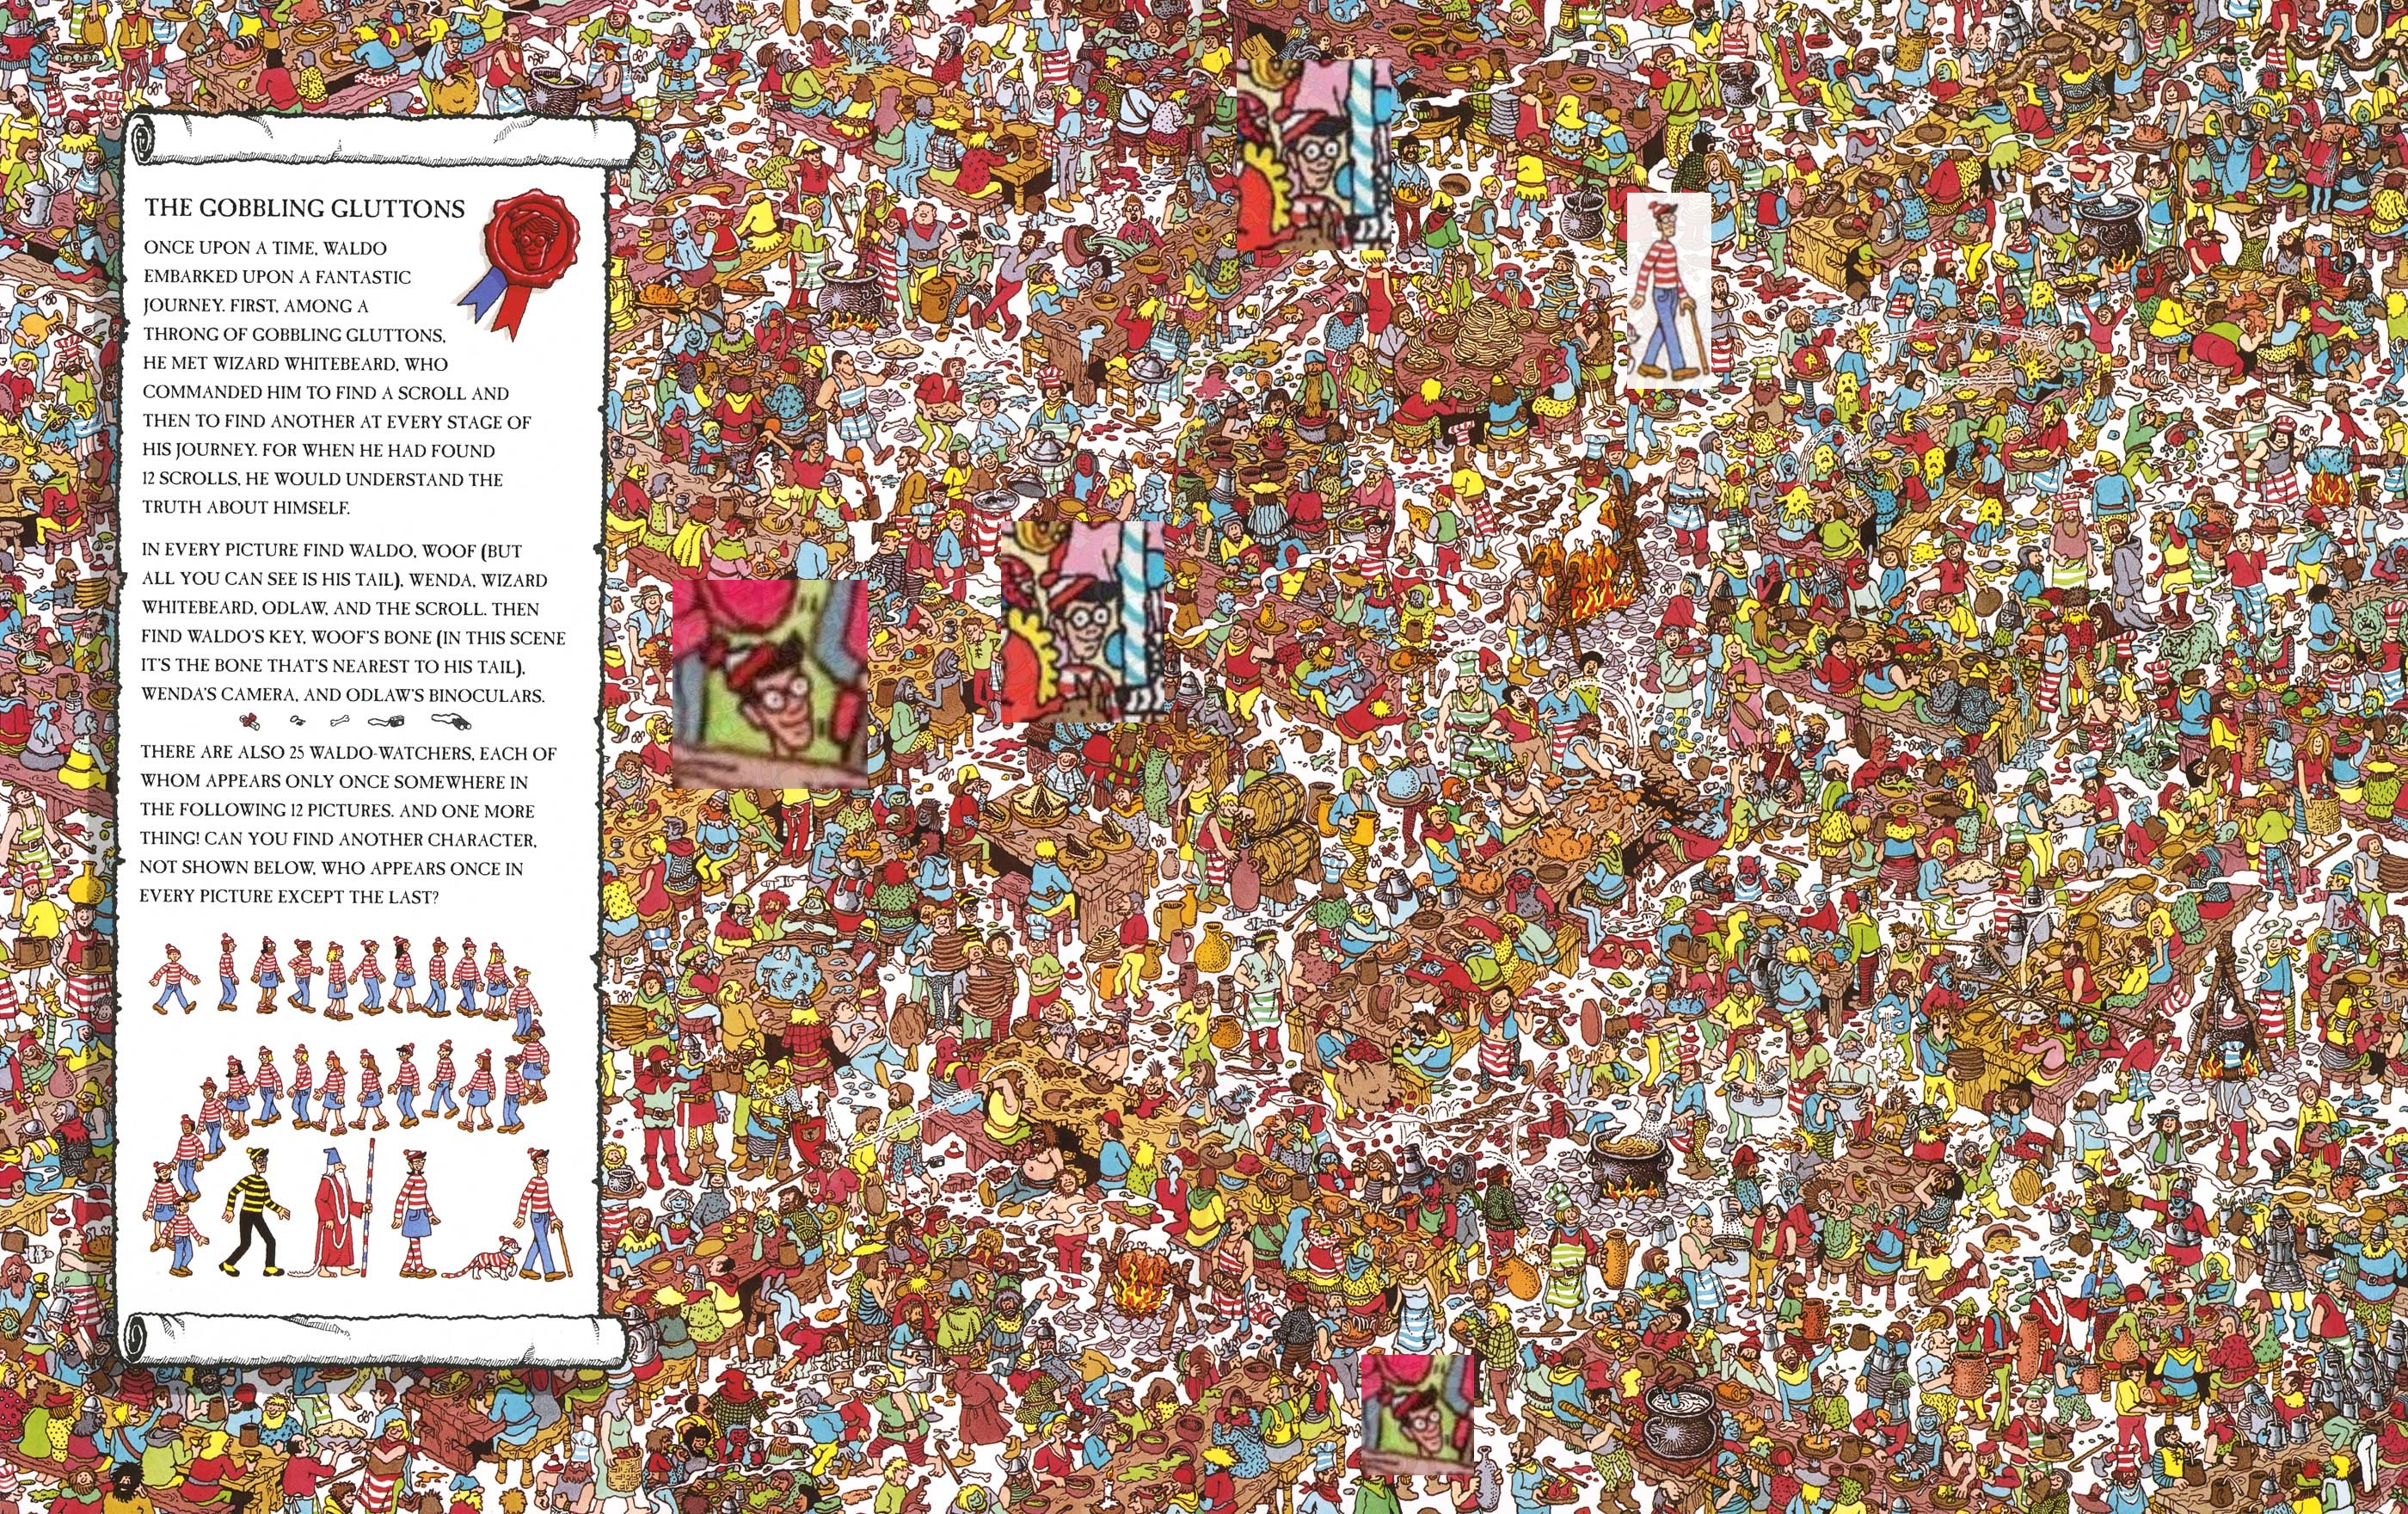 THE GOBBLING GLUTTONS
ONCE UPON A TIME, WALDO
EMBARKED UPON A FANTASTIC
JOURNEY. FIRST, AMONG A
THRONG OF GOBBLING GLUTTONS,
HE MET WIZARD WHITEBEARD, WHO
COMMANDED HIM TO FIND A SCROLL AND
THEN TO FIND ANOTHER AT EVERY STAGE OF
HIS JOURNEY. FOR WHEN HE HAD FOUND
12 SCROLLS, HE WOULD UNDERSTAND THE
TRUTH ABOUT HIMSELF.
IN EVERY PICTURE FIND WALDO, WOOF (BUT
ALL YOU CAN SEE IS HIS TAIL), WENDA, WIZARD
WHITEBEARD, ODLAW, AND THE SCROLL. THEN
FIND WALDO'S KEY, WOOF'S BONE (IN THIS SCENE
IT'S THE BONE THAT'S NEAREST TO HIS TAIL),
WENDA'S CAMERA, AND ODLAW'S BINOCULARS.
THERE ARE ALSO 25 WALDO-WATCHERS, EACH OF
WHOM APPEARS ONLY ONCE SOMEWHERE IN
THE FOLLOWING 12 PICTURES. AND ONE MORE
THING! CAN YOU FIND ANOTHER CHARACTER,
NOT SHOWN BELOW, WHO APPEARS ONCE IN
EVERY PICTURE EXCEPT THE LAST?